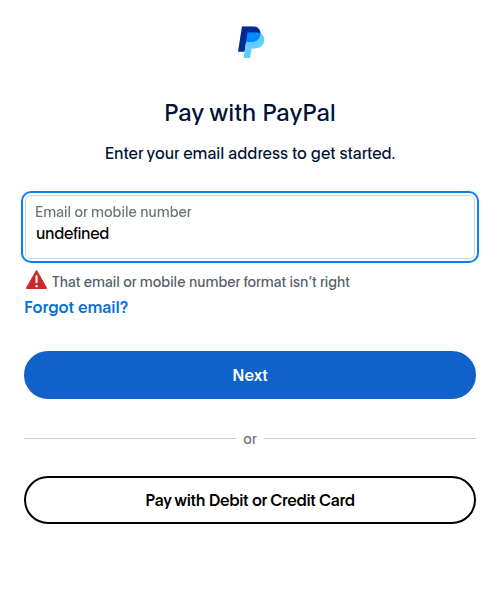 Pay with PayPal
Enter your email address to get started.
Email or mobile number
undefined
That email or mobile number format isn't right
Forgot email?
Next
or
Pay with Debit or Credit Card